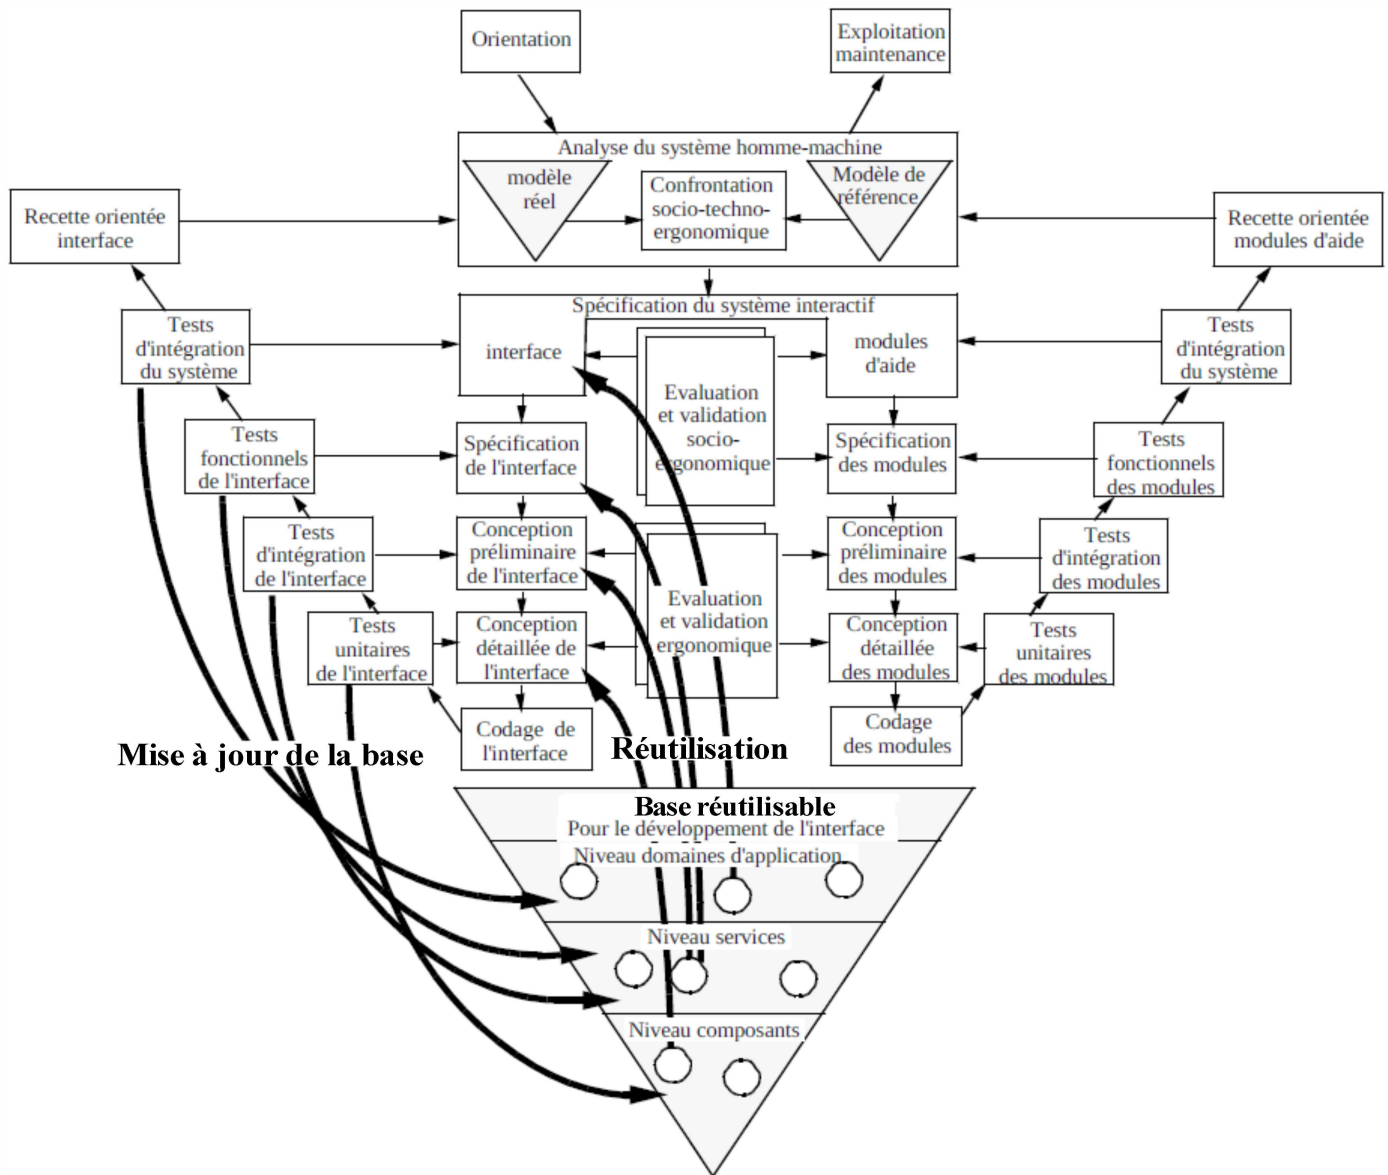 Orientation
Exploitation
maintenance
Analyse du système homme-machine
modèle
réel
Confrontation
socio-techno-
ergonomique
Modèle de
référence
Recette orientée
interface
Recette orientée
modules d'aide
Spécification du système interactif
interface
modules
d'aide
Tests
d'intégration
du système
Tests
d'intégration
du système
Evaluation
et validation
socio-
ergonomique
Tests
fonctionnels
de l'interface
Spécification
de l'interface
Spécification
des modules
Tests
fonctionnels
des modules
Tests
d'intégration
de l'interface
Conception
préliminaire
de l'interface
Conception
préliminaire
des modules
Tests
d'intégration
des modules
Evaluation
et validation
ergonomique
Tests
unitaires
de l'interface
Conception
détaillée de
l'interface
Conception
détaillée
des modules
Tests
unitaires
des modules
Codage de
l'interface
Codage
des modules
Mise à jour de la base
Réutilisation
Base réutilisable
Pour le développement de l'interface
Niveau domaines d'application
Niveau services
Niveau composants